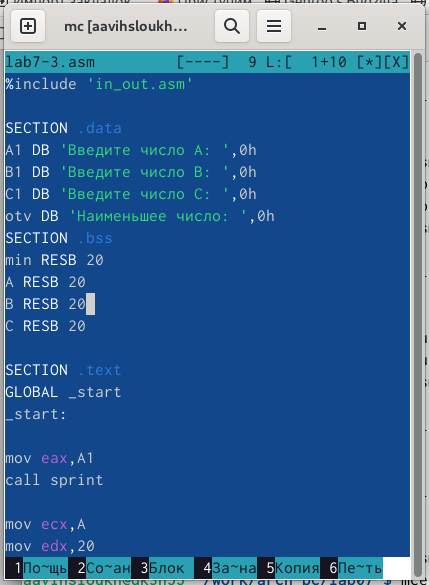 mc [aavihsloukh...
lab7-3.asm [----] 9 L:[ 1+10 [*][X]
%include 'in_out.asm'
SECTION .data
A1 DB 'Введите число A: ',0h
B1 DB 'Введите число B: ',0h
C1 DB 'Введите число C: ',0h
otv DB 'Наименьшее число: ',0h
SECTION .bss
min RESB 20
A RESB 20
B RESB 20
C RESB 20
SECTION .text
GLOBAL _start
_start:
mov eax,A1
call sprint
mov ecx,A
mov edx,20
1По~щь 2Со~ан 3Блок 4За~на 5Копия 6Пе~ть